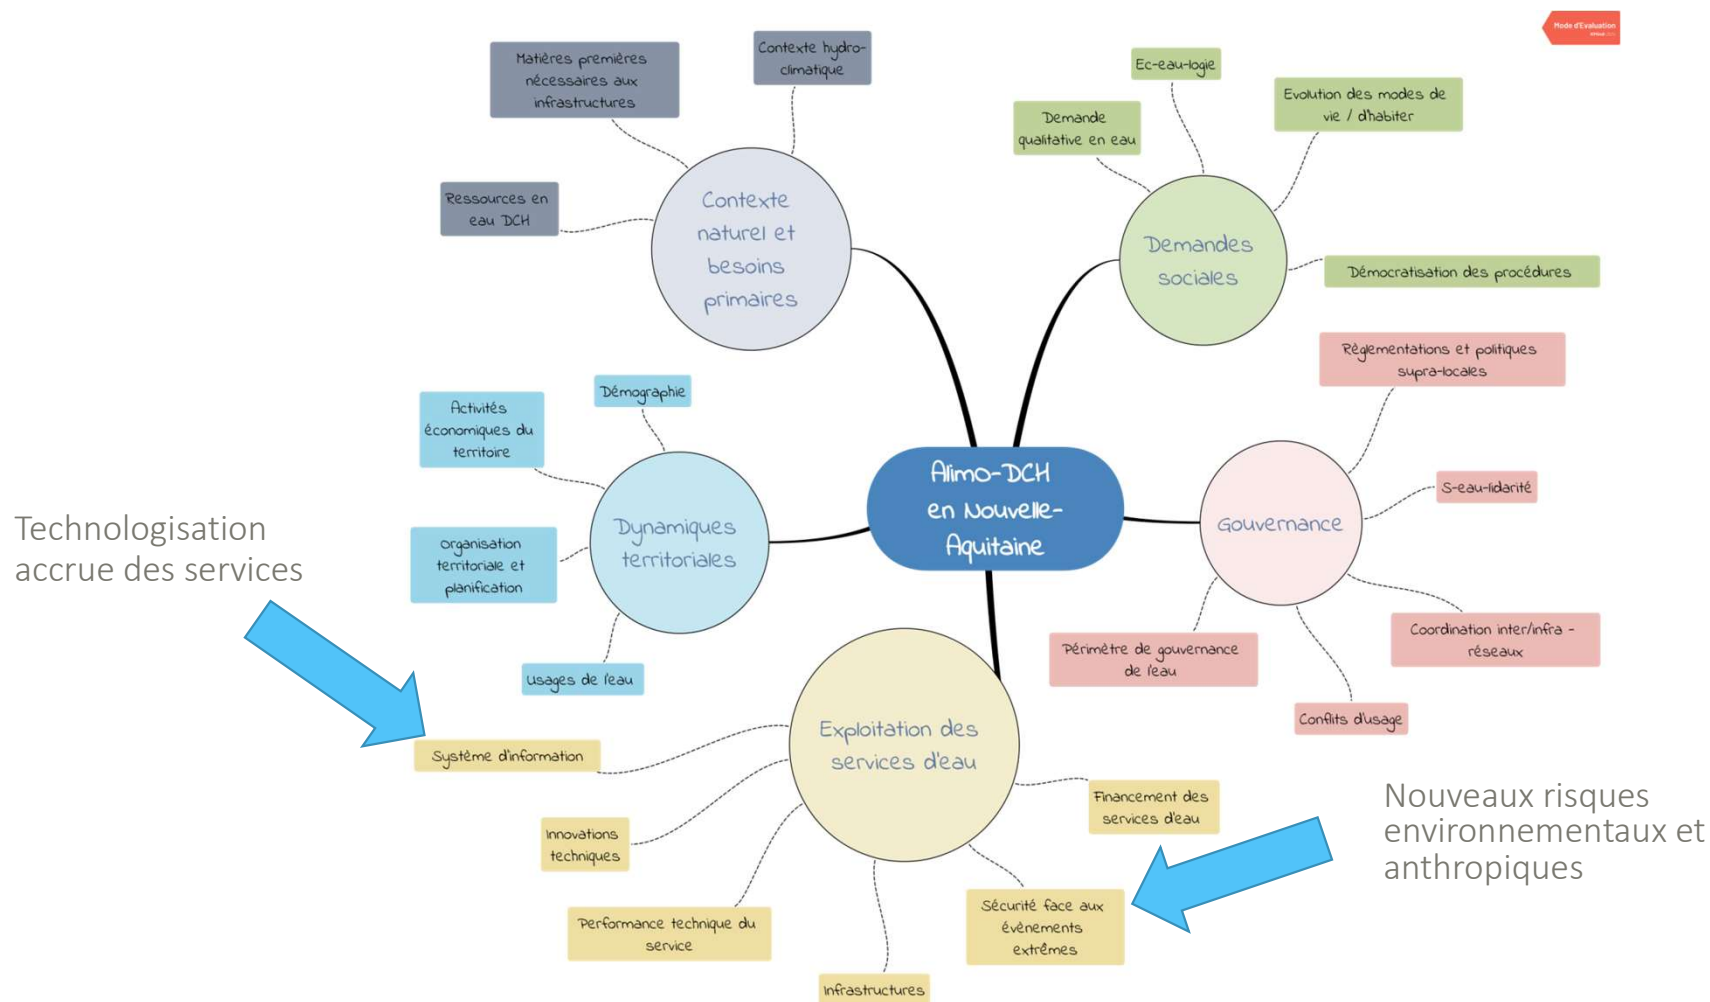 Mode d'Evaluation
Matières premières
nécessaires aux
infrastructures
Contexte hydro-
climatique
Ressources en
eau DCH
Contexte
naturel et
besoins
primaires
Ec-eau-logie
Demande
qualitative en eau
Evolution des modes de
vie / d'habiter
Demandes
sociales
Démocratisation des procédures
Règlementations et politiques
supra-locales
S-eau-lidarité
Gouvernance
Coordination inter/infra -
réseaux
Périmètre de gouvernance
de l'eau
Conflits d'usage
Alimo-DCH
en Nouvelle-
Aquitaine
Démographie
Activités
économiques du
territoire
Dynamiques
territoriales
Organisation
territoriale et
planification
Usages de l'eau
Technologisation
accrue des services
Exploitation des
services d'eau
Système d'information
Innovations
techniques
Performance technique du
service
Infrastructures
Sécurité face aux
évènements
extrêmes
Financement des
services d'eau
Nouveaux risques
environnementaux et
anthropiques